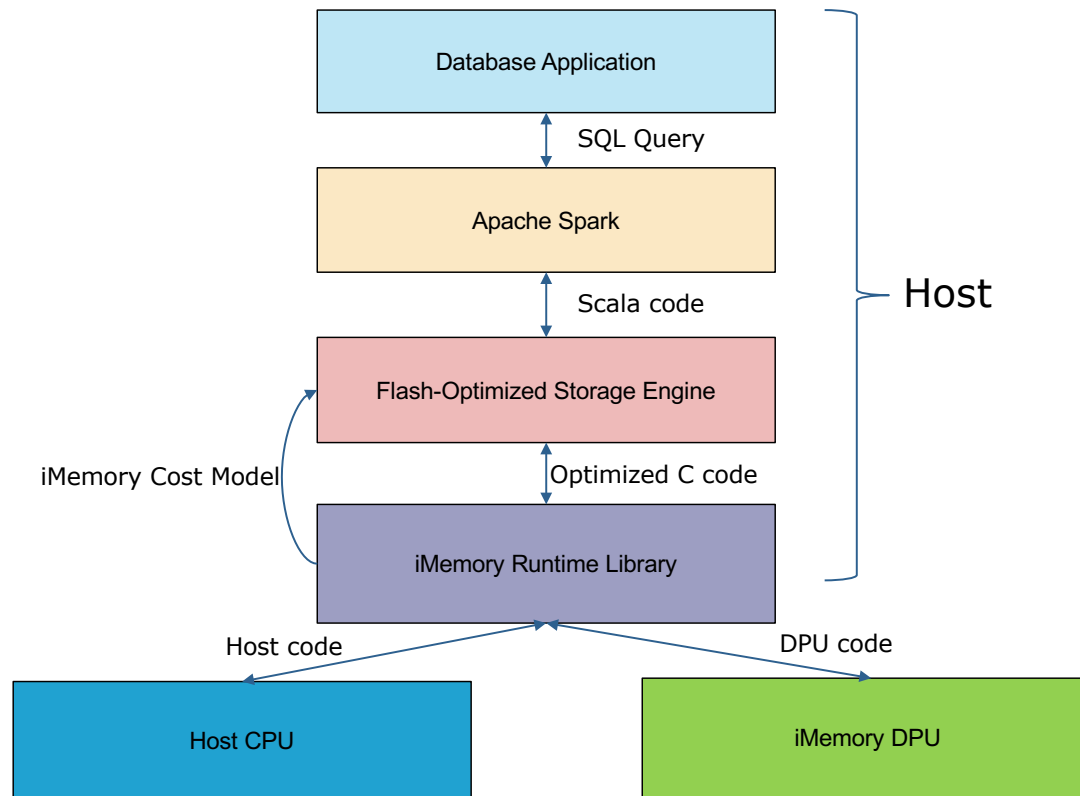 Database Application
SQL Query
Apache Spark
Host
Scala code
Flash-Optimized Storage Engine
iMemory Cost Model
Optimized C code
iMemory Runtime Library
Host code
DPU code
Host CPU
iMemory DPU